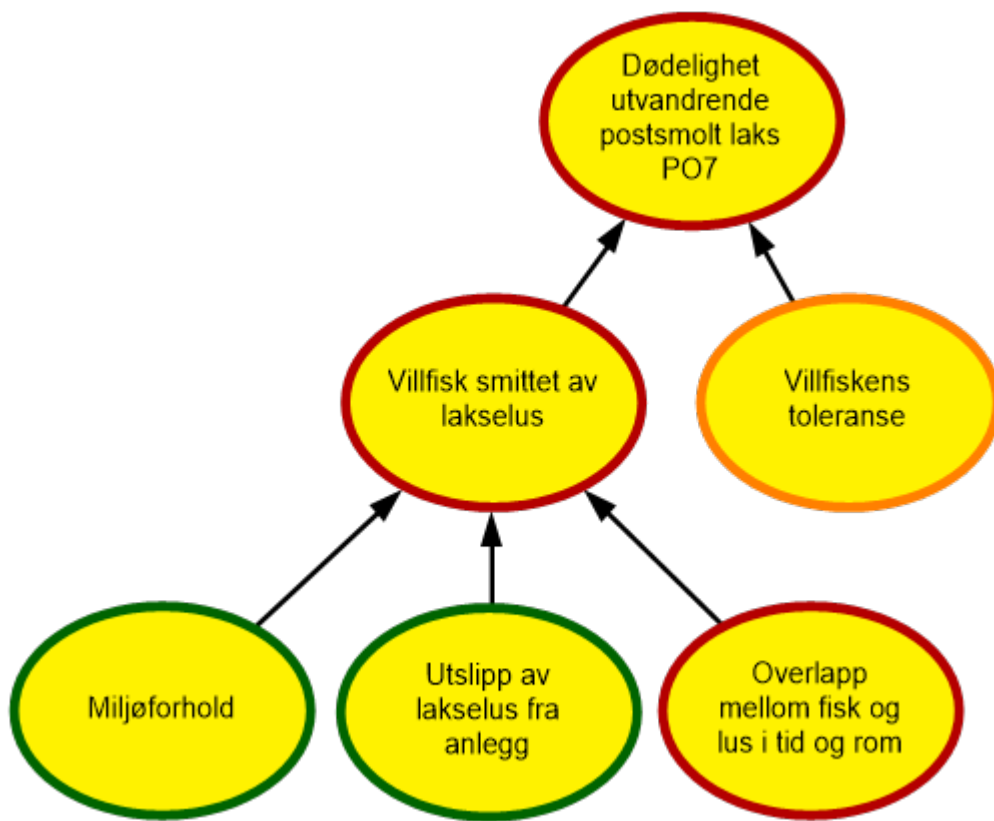 Dødelighet
utvandrende
postsmolt laks
PO7
Villfisk smittet av
lakselus
Villfiskens
toleranse
Miljøforhold
Utslipp av
lakselus fra
anlegg
Overlapp
mellom fisk og
lus i tid og rom